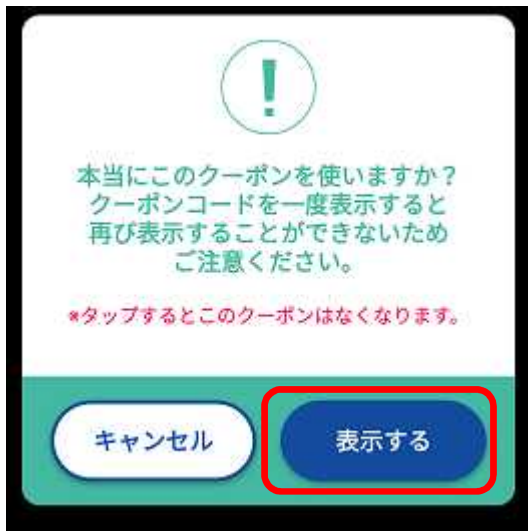 !
本当にこのクーポンを使いますか？
クーポンコードを一度表示すると
再び表示することができないため
ご注意ください。
※タップするとこのクーポンはなくなります。
キャンセル
表示する